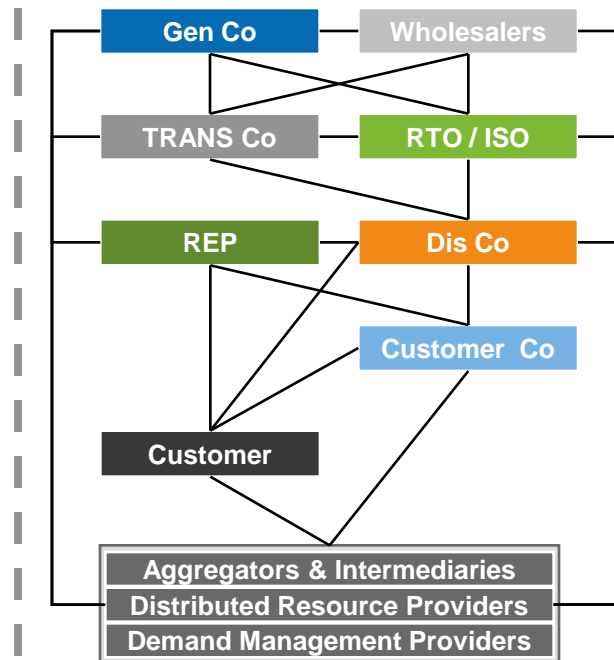 Gen Co
Wholesalers
TRANS Co
RTO / ISO
REP
Dis Co
Customer Co
Customer
Aggregators & Intermediaries
Distributed Resource Providers
Demand Management Providers